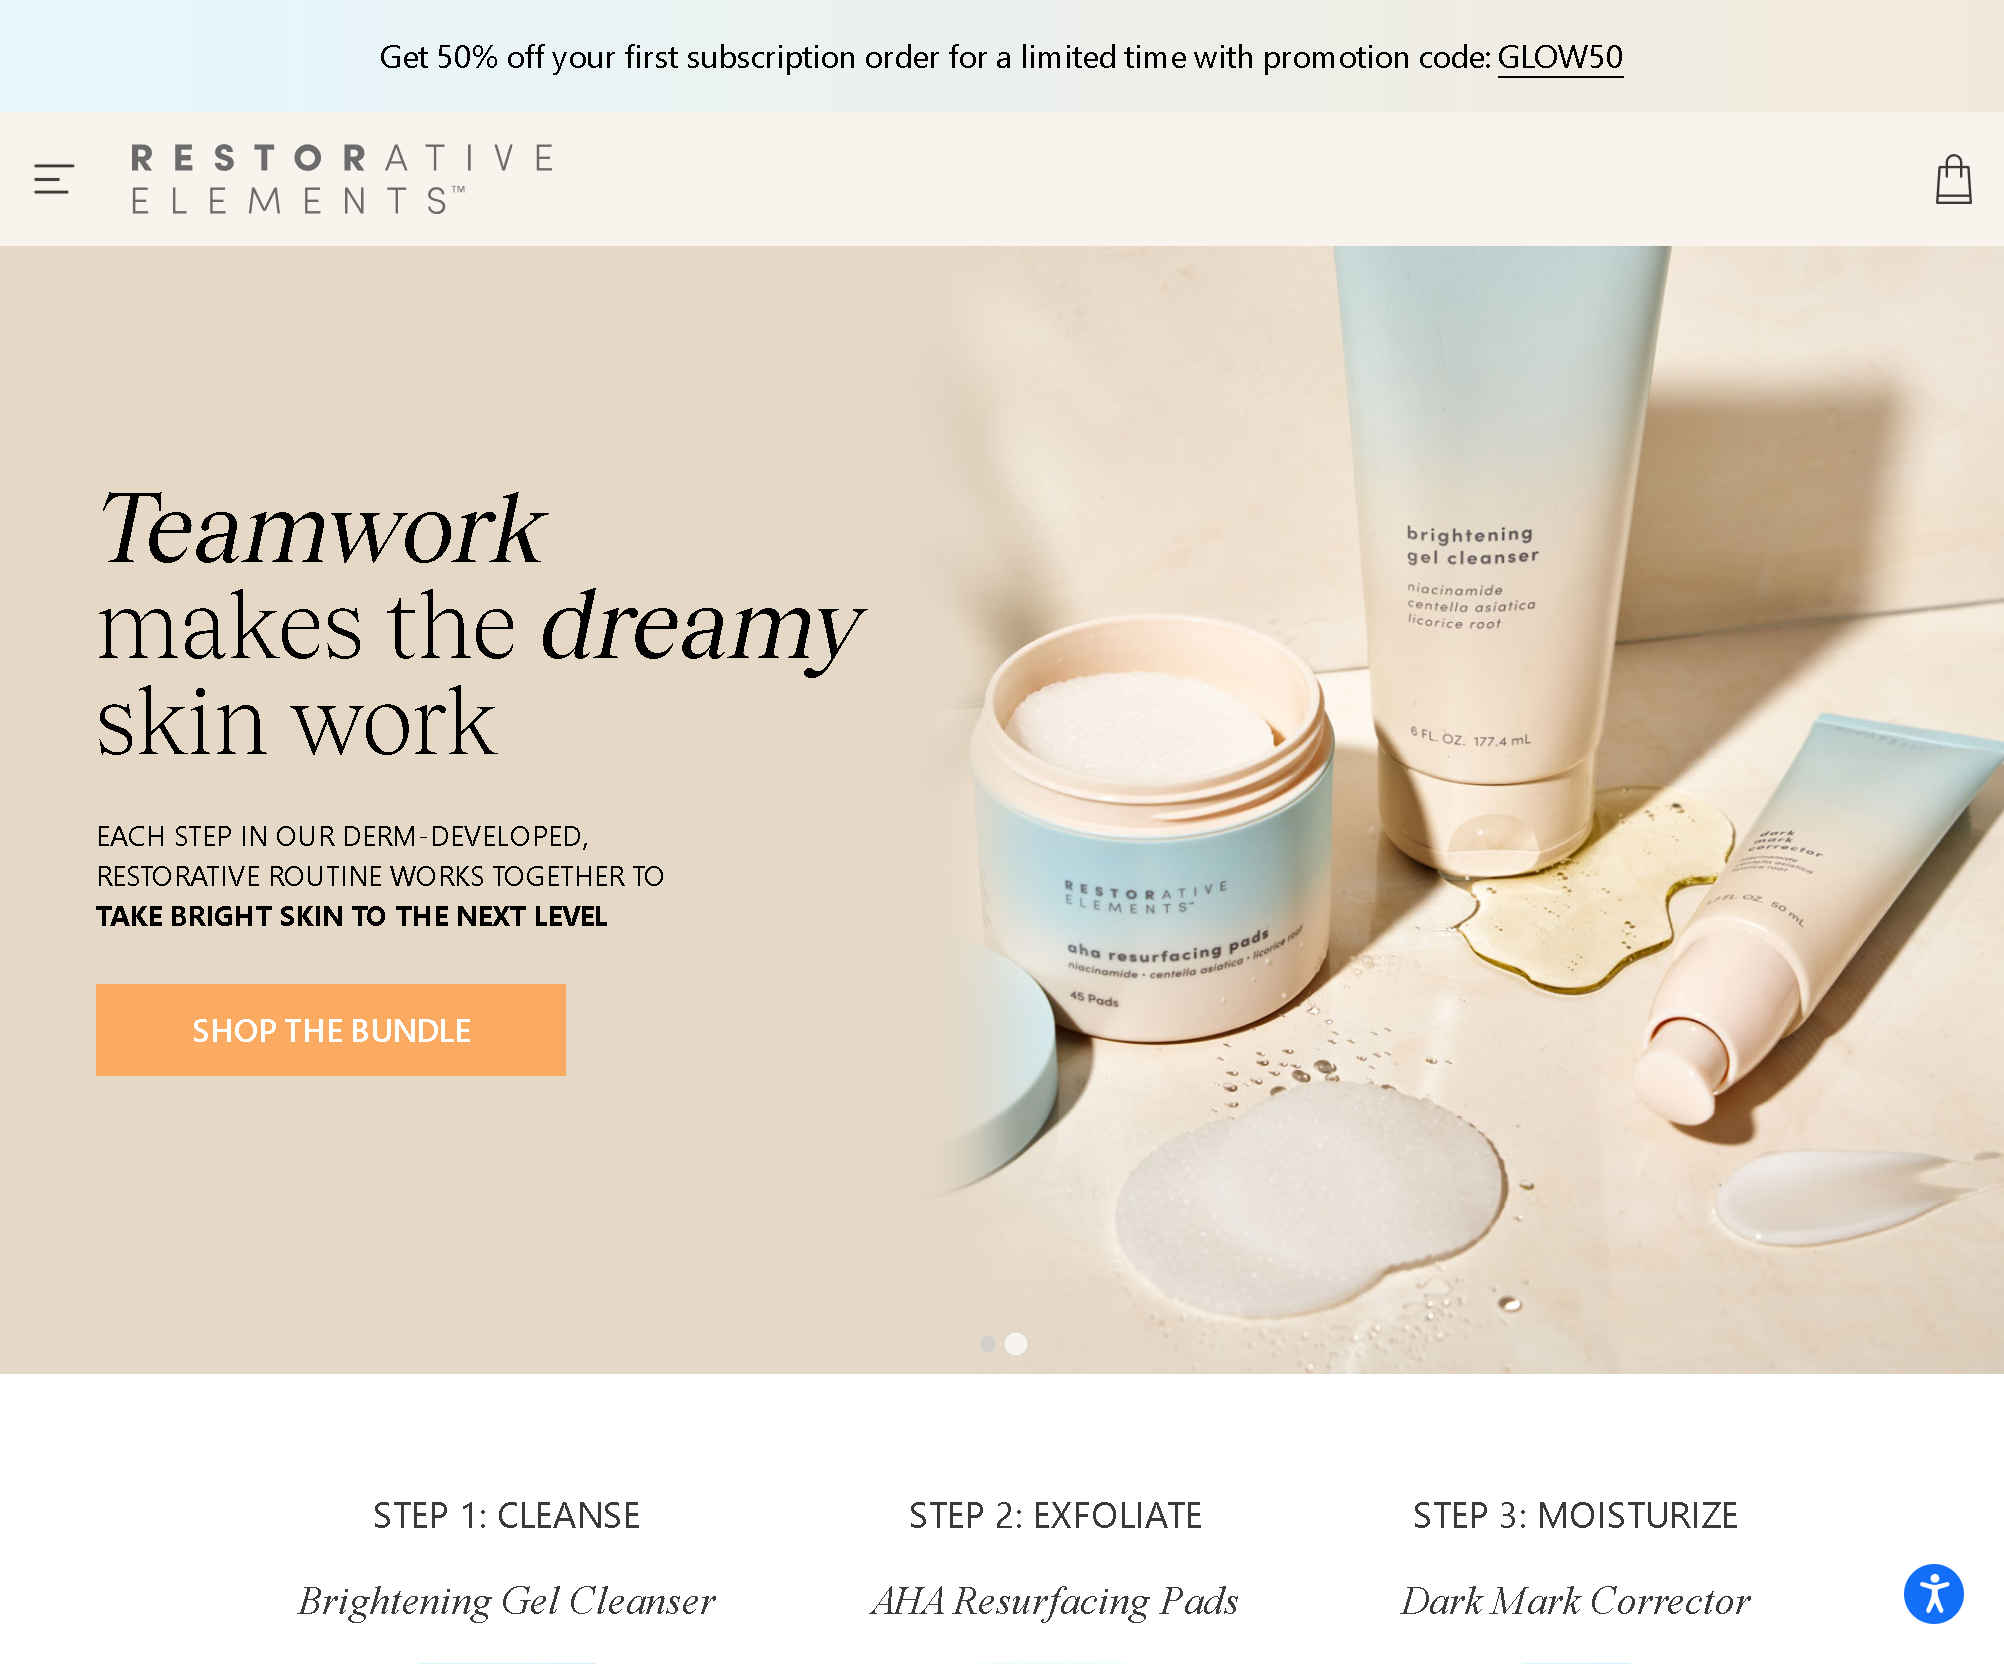 Get 50% off your first subscription order for a limited time with promotion code: GLOW50
RESTORATIVE
ELEMENTS™
Teamwork
makes the dreamy
skin work
EACH STEP IN OUR DERM-DEVELOPED,
RESTORATIVE ROUTINE WORKS TOGETHER TO
TAKE BRIGHT SKIN TO THE NEXT LEVEL
SHOP THE BUNDLE
brightening
gel cleanser
niacinamide
centella asiatica
licorice root
6 FL. OZ. 177.4 mL
RESTORATIVE
ELEMENTS™
aha resurfacing pads
niacinamide • centella asiatica • licorice root
45 Pads
dark
mark
corrector
niacinamide
centella asiatica
licorice root
1.7 FL. OZ. 50 mL
STEP 1: CLEANSE
Brightening Gel Cleanser
STEP 2: EXFOLIATE
AHA Resurfacing Pads
STEP 3: MOISTURIZE
Dark Mark Corrector